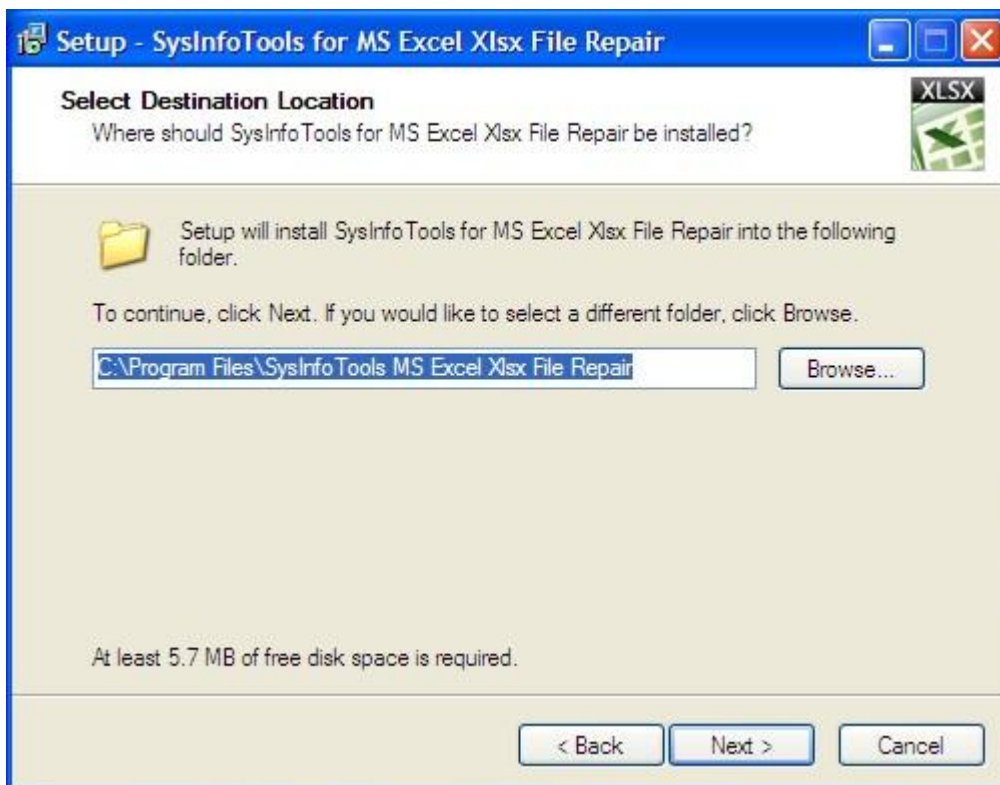 Setup - SysInfoTools for MS Excel Xlsx File Repair
Select Destination Location
Where should SysInfoTools for MS Excel Xlsx File Repair be installed?
XLSX
Setup will install SysInfoTools for MS Excel Xlsx File Repair into the following
folder.
To continue, click Next. If you would like to select a different folder, click Browse.
C:\Program Files\SysInfoTools MS Excel Xlsx File Repair
Browse...
At least 5.7 MB of free disk space is required.
< Back
Next >
Cancel